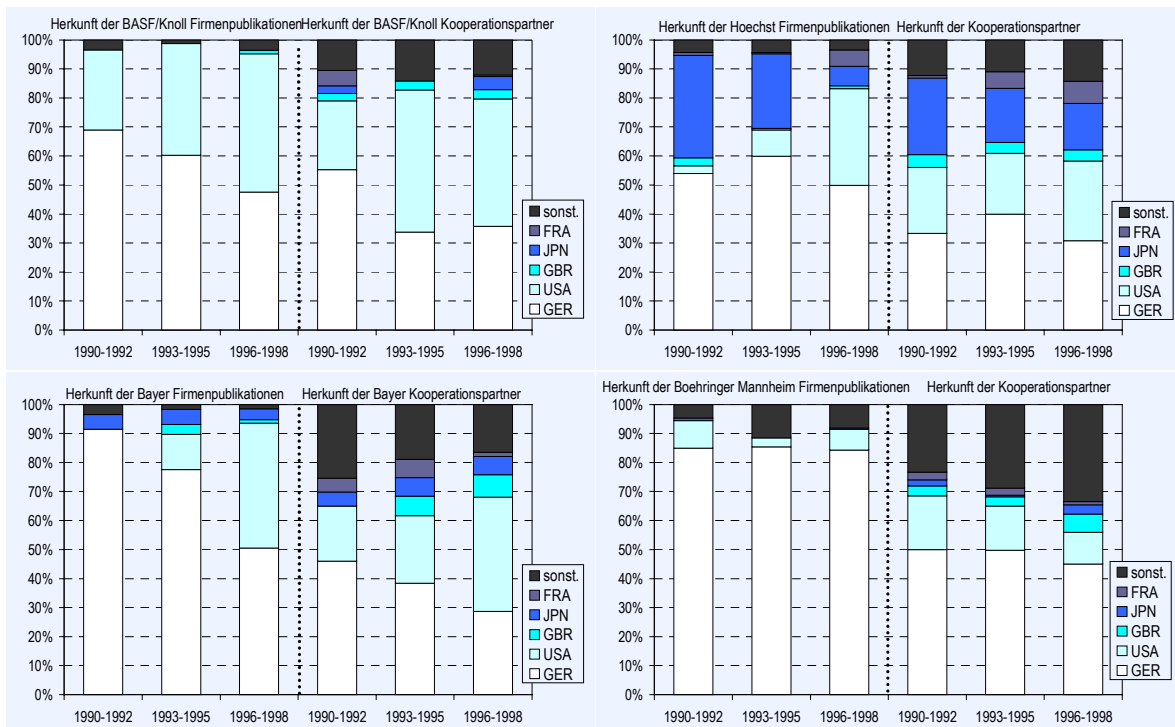 Herkunft der BASF/Knoll Firmenpublikationen Herkunft der BASF/Knoll Kooperationspartner
100%
90%
80%
70%
60%
50%
40%
30%
20%
10%
0%
sonst.
FRA
JPN
GBR
USA
GER
1990-1992 1993-1995 1996-1998 1990-1992 1993-1995 1996-1998
Herkunft der Hoechst Firmenpublikationen Herkunft der Kooperationspartner
100%
90%
80%
70%
60%
50%
40%
30%
20%
10%
0%
sonst.
FRA
JPN
GBR
USA
GER
1990-1992 1993-1995 1996-1998 1990-1992 1993-1995 1996-1998
Herkunft der Bayer Firmenpublikationen Herkunft der Bayer Kooperationspartner
100%
90%
80%
70%
60%
50%
40%
30%
20%
10%
0%
sonst.
FRA
JPN
GBR
USA
GER
1990-1992 1993-1995 1996-1998 1990-1992 1993-1995 1996-1998
Herkunft der Boehringer Mannheim Firmenpublikationen Herkunft der Kooperationspartner
100%
90%
80%
70%
60%
50%
40%
30%
20%
10%
0%
sonst.
FRA
JPN
GBR
USA
GER
1990-1992 1993-1995 1996-1998 1990-1992 1993-1995 1996-1998